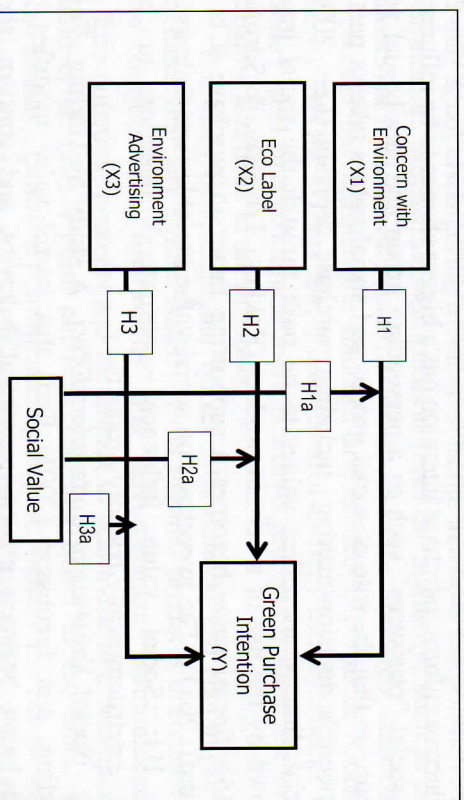 Concern with
Environment
(X1)
H1
Eco Label
(X2)
H2
Environment
Advertising
(X3)
H3
H1a
H2a
H3a
Social Value
Green Purchase
Intention
(Y)